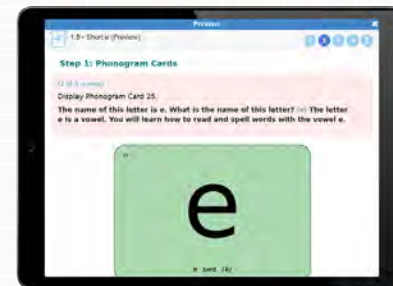 Preview
1.5 - Short e (Preview)
Step 1: Phonogram Cards
Display Phonogram Card 25.
The name of this letter is e. What is the name of this letter? (e) The letter
e is a vowel. You will learn how to read and spell words with the vowel e.
e
e
e bed /ĕ/